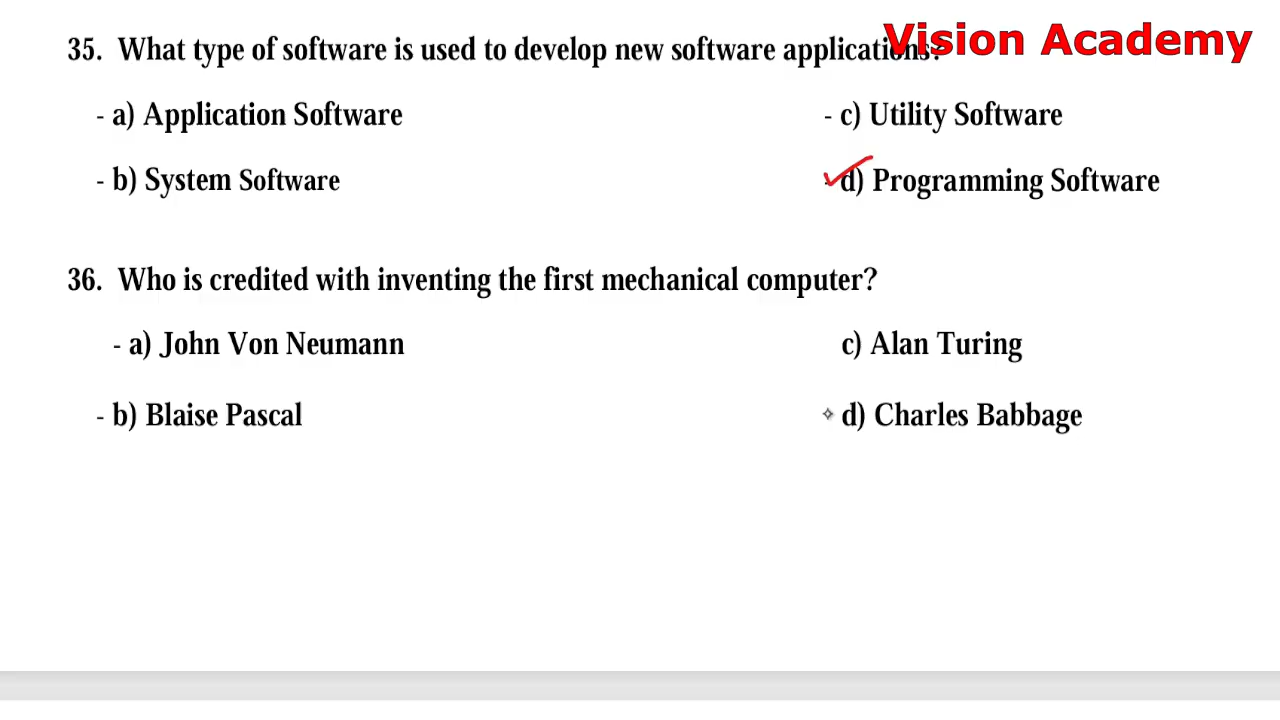 Vision Academy
35. What type of software is used to develop new software applications?
- a) Application Software
- c) Utility Software
- b) System Software
- d) Programming Software
36. Who is credited with inventing the first mechanical computer?
- a) John Von Neumann
c) Alan Turing
- b) Blaise Pascal
d) Charles Babbage